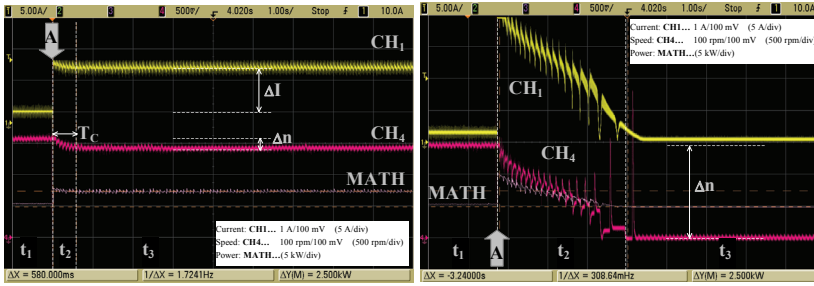 1 5.00A/ 2 3 4 500▽/ 4.020s 1.00s/ Stop 1 10.0A
A
CH1
ΔI
TC
CH4
Δn
MATH
Current: CH1... 1 A/100 mV (5 A/div)
Speed: CH4... 100 rpm/100 mV (500 rpm/div)
Power: MATH...(5 kW/div)
t1 t2 t3
ΔX = 580.000ms 1/ΔX = 1.7241Hz ΔY(M) = 2.500kW
1 5.00A/ 2 3 4 500▽/ 4.020s 1.00s/ Stop 1 10.0A
Current: CH1... 1 A/100 mV (5 A/div)
Speed: CH4... 100 rpm/100 mV (500 rpm/div)
Power: MATH...(5 kW/div)
CH1
CH4
MATH
Δn
A
t1 t2 t3
ΔX = -3.24000s 1/ΔX = 308.64mHz ΔY(M) = 2.500kW